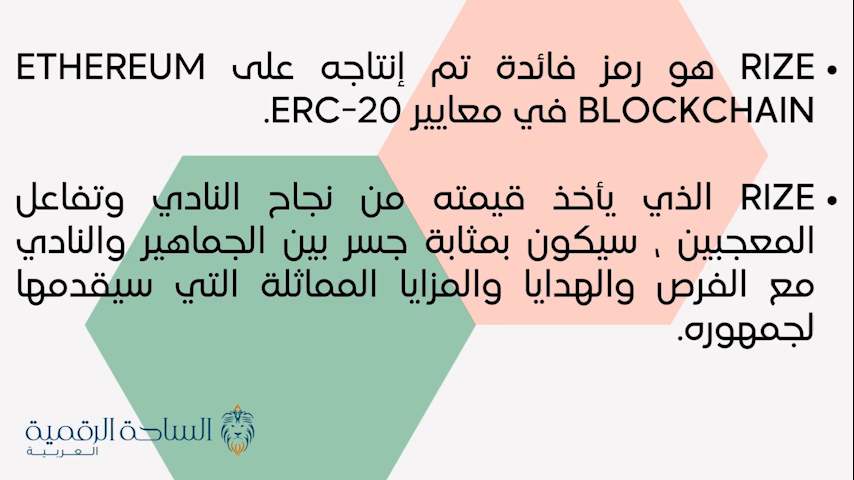 • RIZE هو رمز فائدة تم إنتاجه على ETHEREUM
BLOCKCHAIN في معايير ERC-20.
• RIZE الذي يأخذ قيمته من نجاح النادي وتفاعل
المعجبين ، سيكون بمثابة جسر بين الجماهير والنادي
مع الفرص والهدايا والمزايا المماثلة التي سيقدمها
لجمهوره.
الساحة الرقمية
العربية